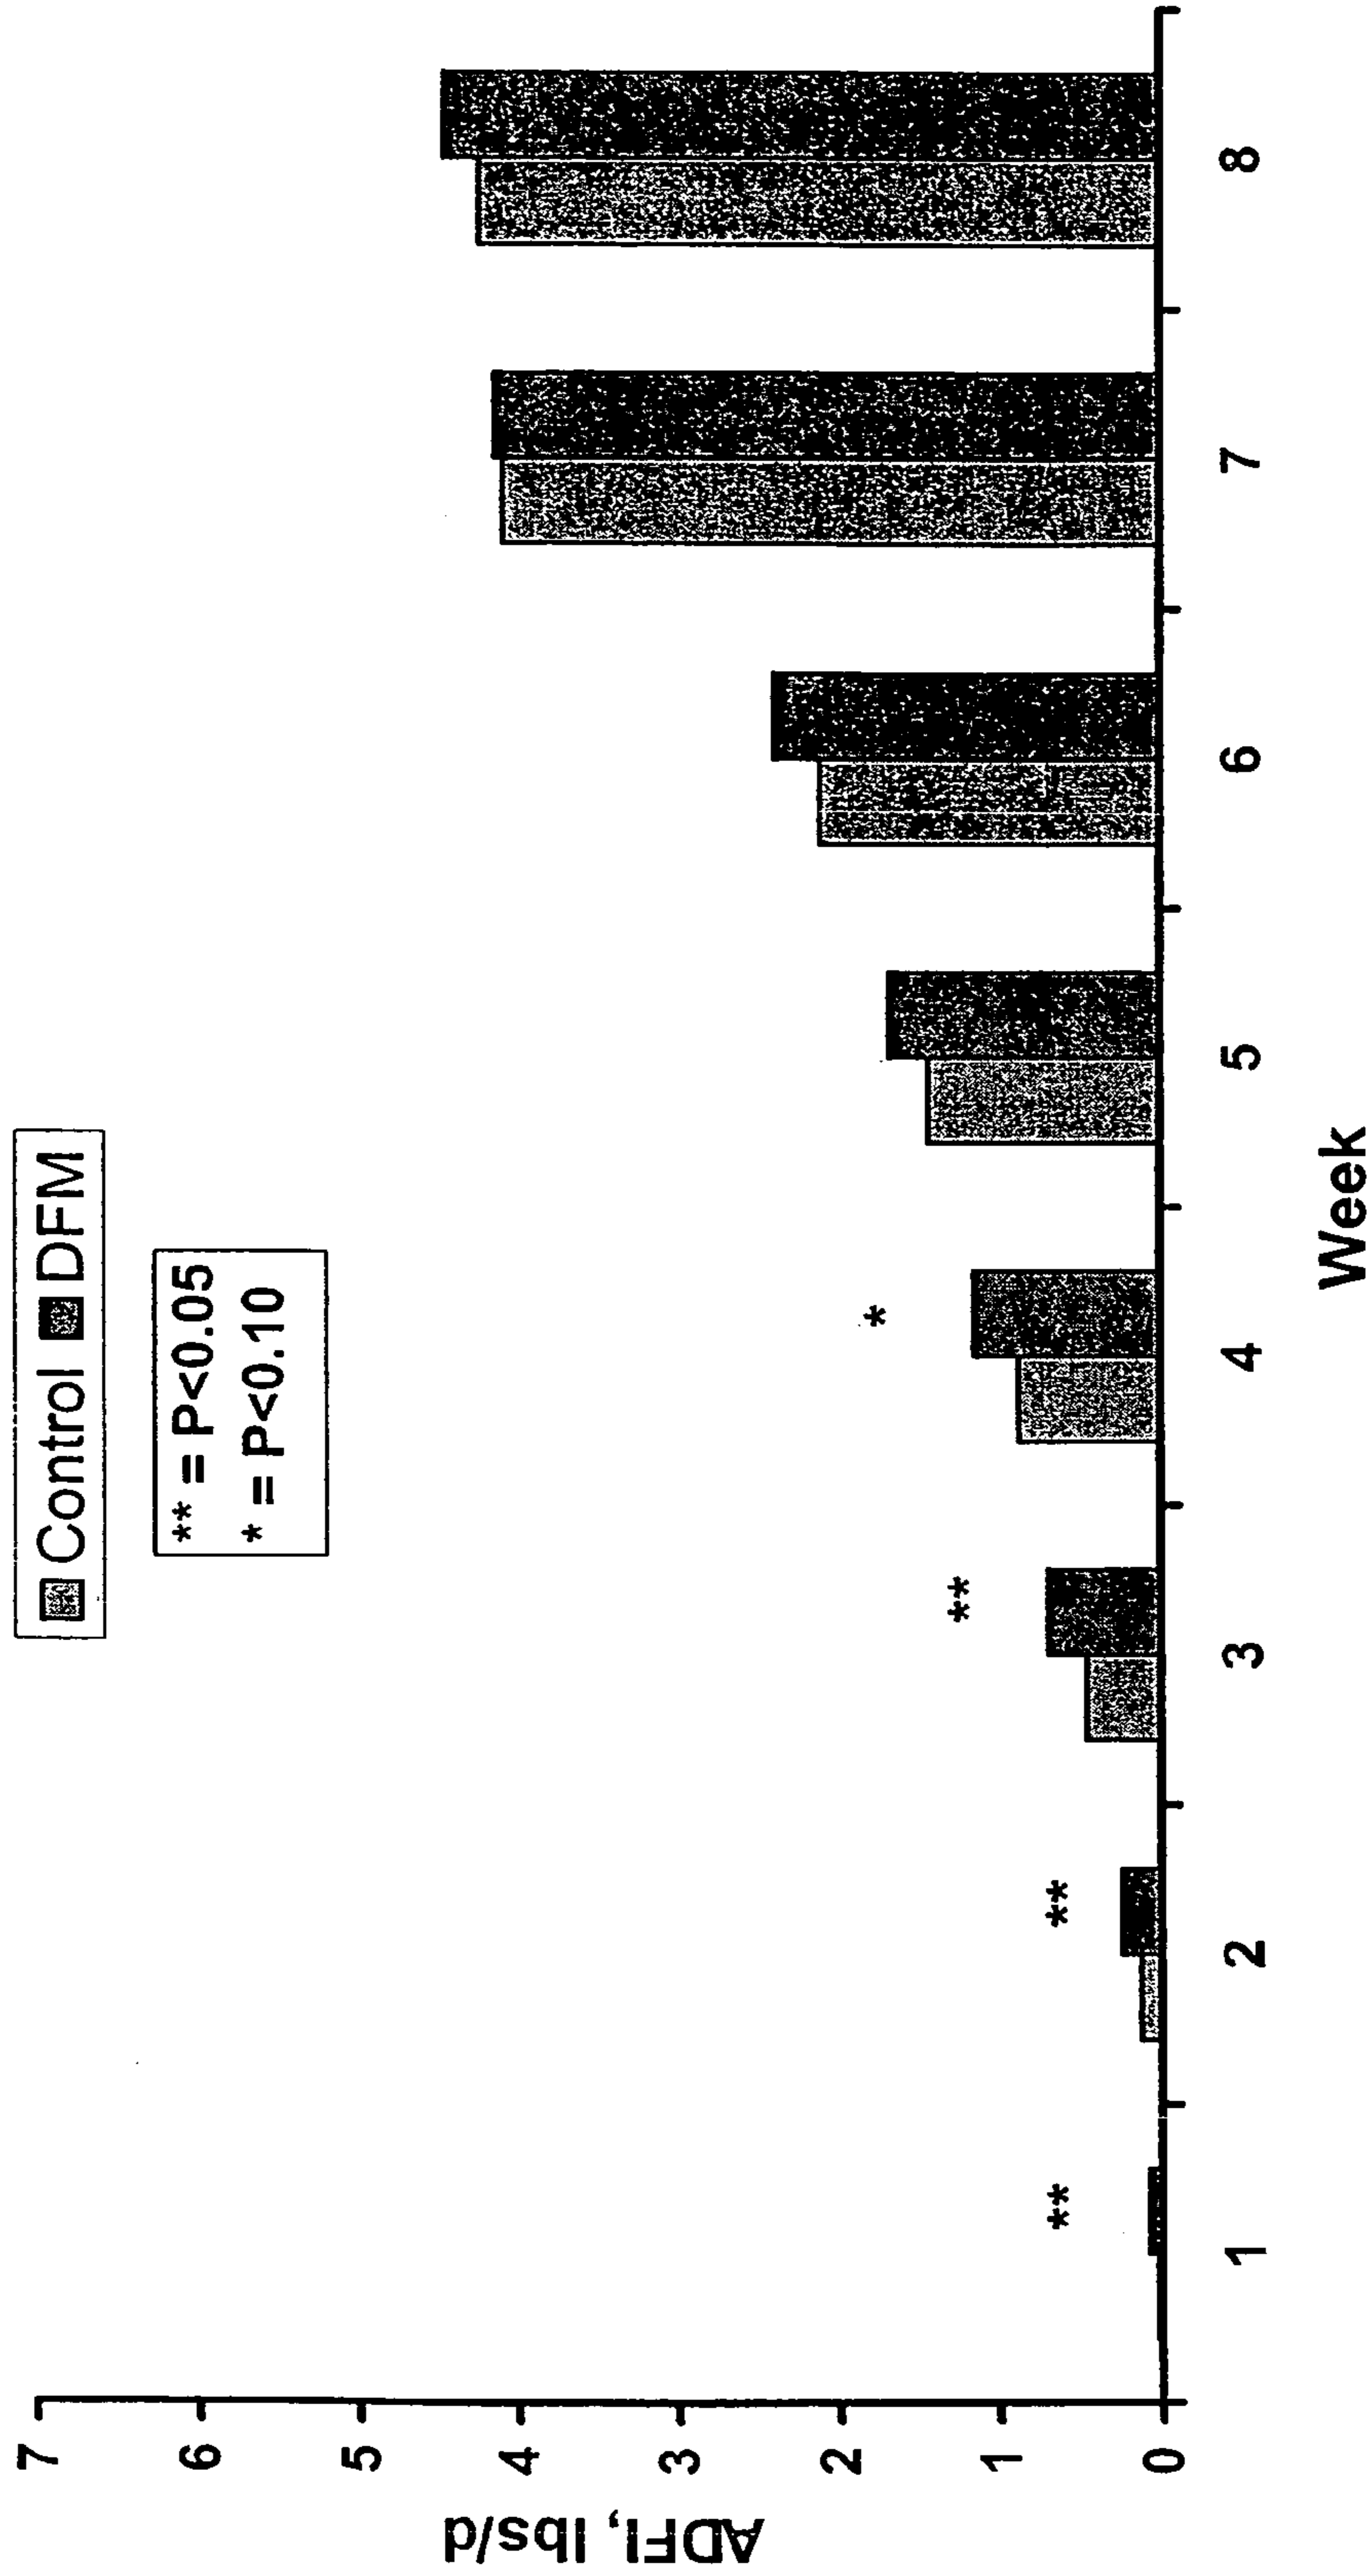 Control DFM
** = P<0.05
* = P<0.10
7
6
5
4
3
2
1
0
ADFI, lbs/d
**
**
**
*
1 2 3 4 5 6 7 8
Week